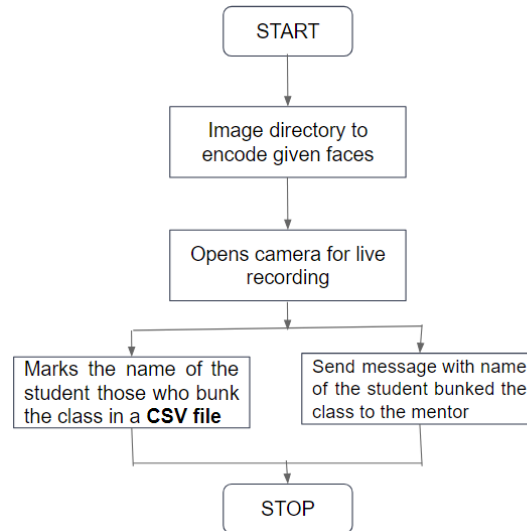 START
Image directory to
encode given faces
Opens camera for live
recording
Marks the name of the
student those who bunk
the class in a CSV file
Send message with name
of the student bunked the
class to the mentor
STOP